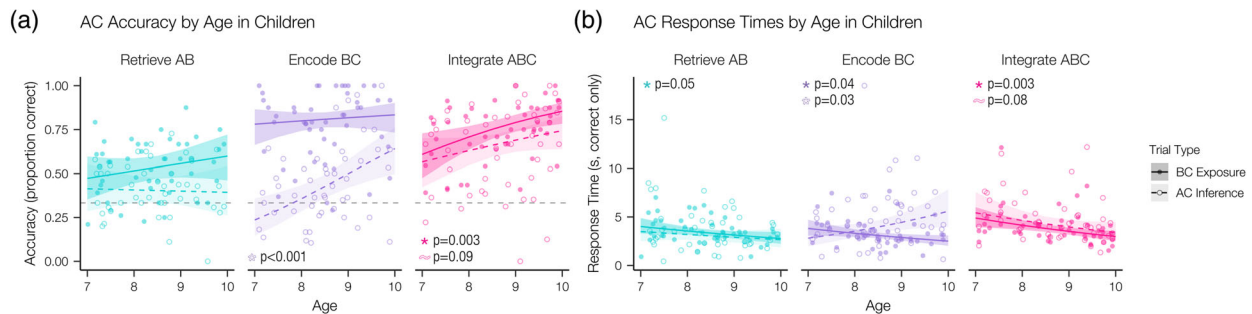 (a) AC Accuracy by Age in Children
Retrieve AB Encode BC Integrate ABC
Accuracy (proportion correct)
1.00
0.75
0.50
0.25
0.00
p<0.001
p=0.003
p=0.09
7 8 9 10 7 8 9 10 7 8 9 10
Age
(b) AC Response Times by Age in Children
Retrieve AB Encode BC Integrate ABC
Response Time (s, correct only)
p=0.05 p=0.04 p=0.003
p=0.03 p=0.08
15
10
5
0
7 8 9 10 7 8 9 10 7 8 9 10
Age
Trial Type
BC Exposure
AC Inference